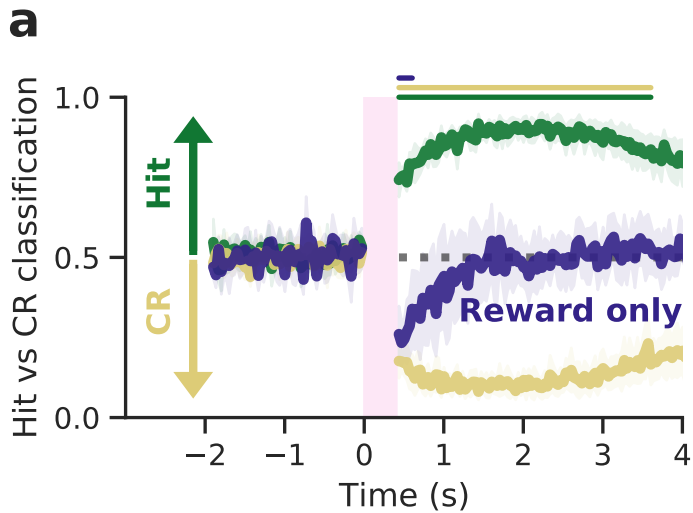 a
Hit vs CR classification
1.0
0.5
0.0
Hit
CR
Reward only
−2
−1
0
1
2
3
4
Time (s)